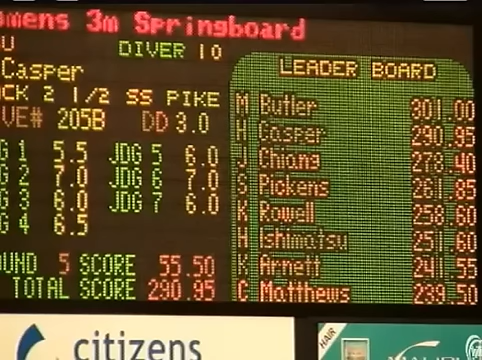 omens 3m Springboard
U DIVER 10
Casper
CK 2 1/2 SS PIKE
VE# 205B DD 3.0
G 1 5.5 JDG 5 6.0
G 2 7.0 JDG 6 7.0
G 3 6.0 JDG 7 6.0
G 4 6.5
OUND 5 SCORE 55.50
TOTAL SCORE 290.95
LEADER BOARD
M Butler 301.00
H Casper 290.95
J Chiang 273.40
S Pickens 261.85
K Rowell 258.60
H Ishimatsu 251.60
K Arnett 241.55
C Matthews 239.50
citizens
HAIR